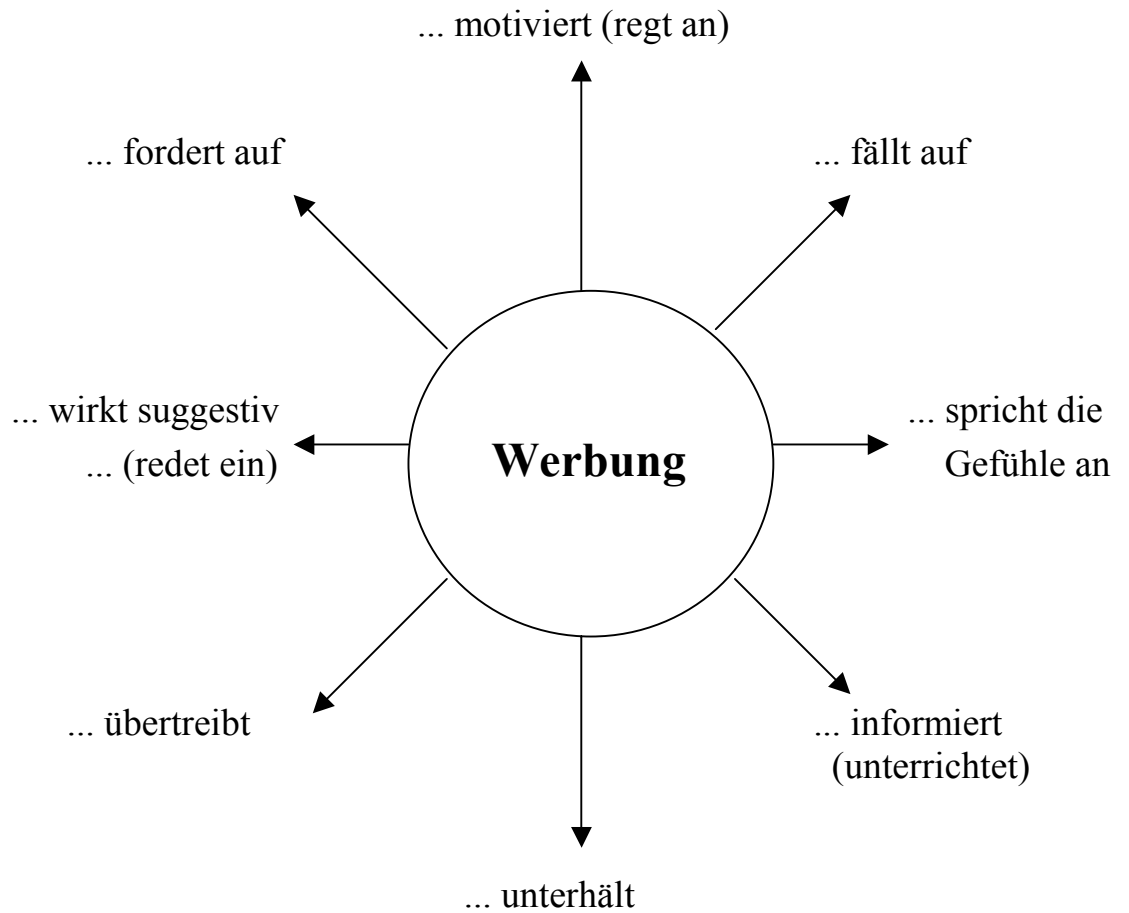 ... motiviert (regt an)
... fordert auf
... fällt auf
... wirkt suggestiv
... (redet ein)
Werbung
... spricht die
Gefühle an
... übertreibt
... informiert
(unterrichtet)
... unterhält